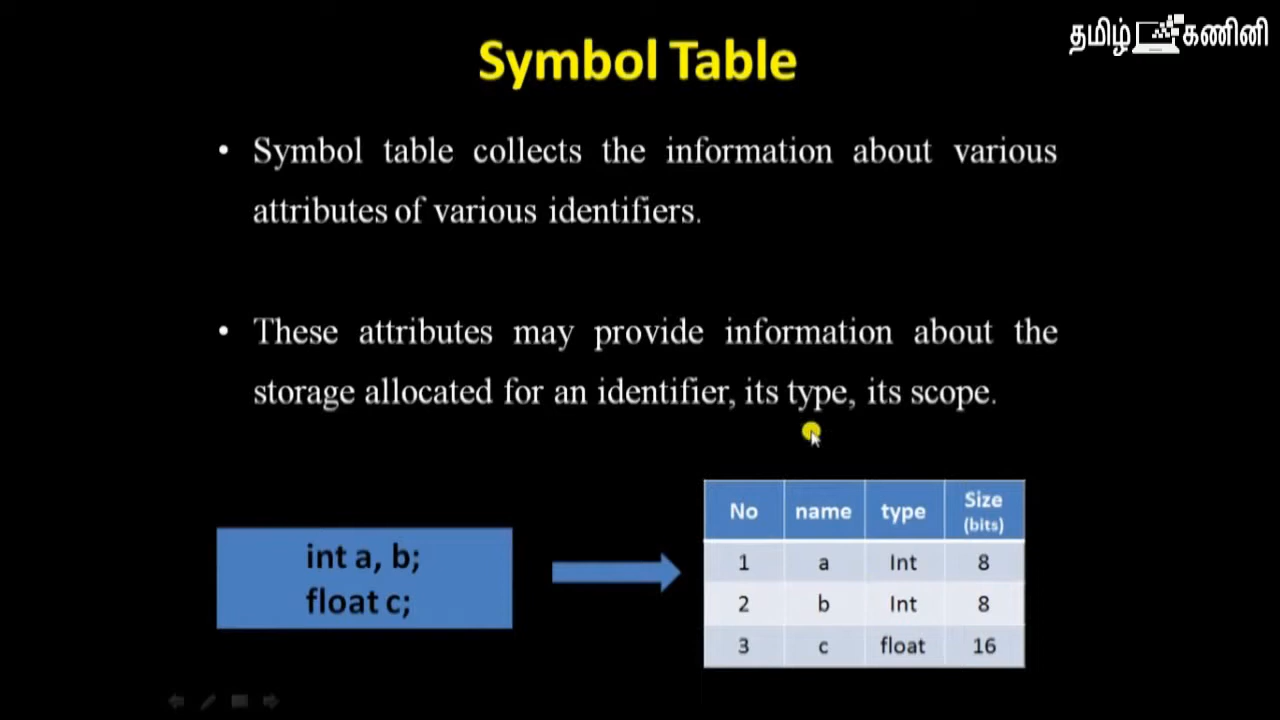 தமிழ் கணினி
Symbol Table
• Symbol table collects the information about various
attributes of various identifiers.
• These attributes may provide information about the
storage allocated for an identifier, its type, its scope.
int a, b;
float c;
No name type Size (bits)
1 a Int 8
2 b Int 8
3 c float 16